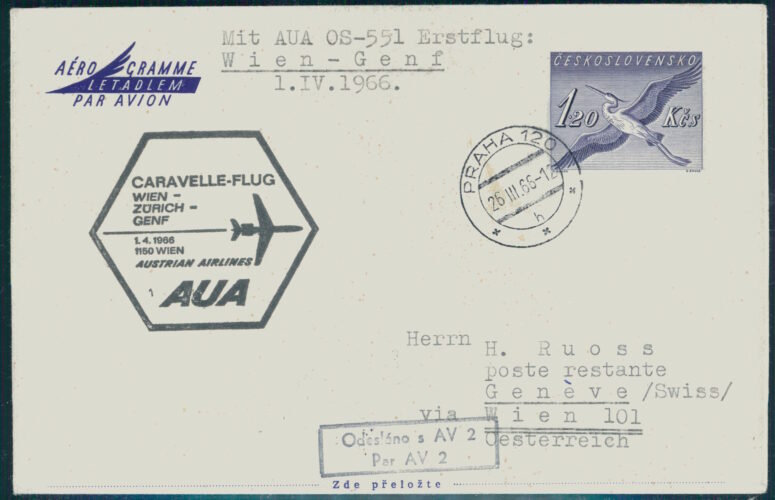 Mit AUA OS-551 Erstflug:
Wien-Genf
1.IV.1966.
AÉROGRAMME
LETADLEM
PAR AVION
ČESKOSLOVENSKO
1.20 Kčs
PRAHA 120
26.III.66-12
h
CARAVELLE-FLUG
WIEN -
ZÜRICH -
GENF
1.4.1966
1150 WIEN
AUSTRIAN AIRLINES
1
AUA
Herrn H. Ruoss
poste restante
Genève /Swiss/
via Wien 101
Oesterreich
Odesláno s AV 2
Par AV 2
Zde přeložte